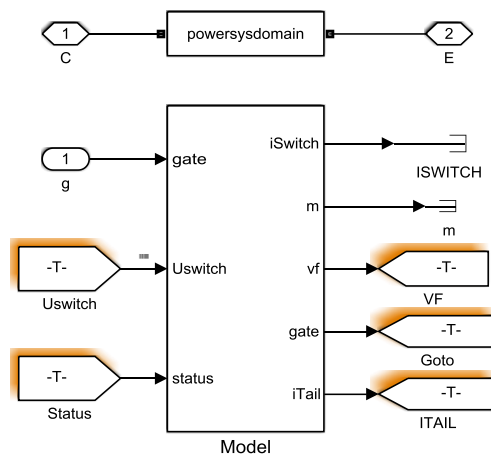 1
powersysdomain
2
C
E
iSwitch
gate
1
g
ISWITCH
m
m
Uswitch
-T-
Uswitch
vf
-T-
VF
gate
-T-
Goto
status
-T-
Status
iTail
-T-
ITAIL
Model